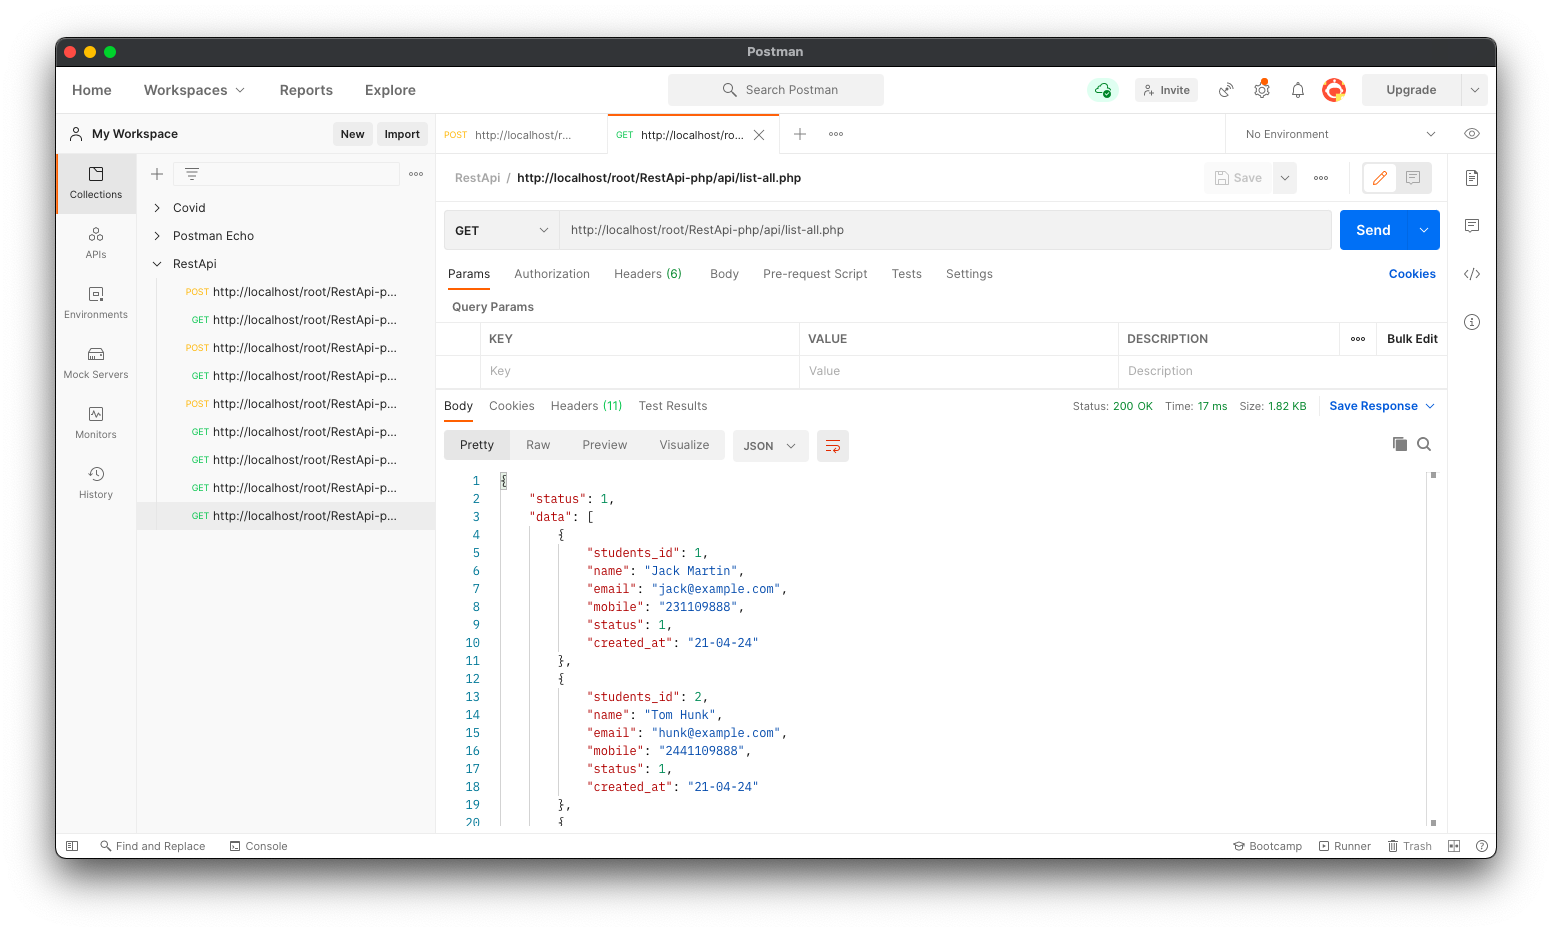 Postman
Home Workspaces Reports Explore Search Postman Invite Upgrade
My Workspace New Import
POST http://localhost/r... GET http://localhost/ro... ooo No Environment
Collections
APIs
Environments
Mock Servers
Monitors
History
Covid
Postman Echo
RestApi
POST http://localhost/root/RestApi-p...
GET http://localhost/root/RestApi-p...
POST http://localhost/root/RestApi-p...
GET http://localhost/root/RestApi-p...
POST http://localhost/root/RestApi-p...
GET http://localhost/root/RestApi-p...
GET http://localhost/root/RestApi-p...
GET http://localhost/root/RestApi-p...
GET http://localhost/root/RestApi-p...
RestApi / http://localhost/root/RestApi-php/api/list-all.php Save
GET http://localhost/root/RestApi-php/api/list-all.php Send
Params Authorization Headers (6) Body Pre-request Script Tests Settings Cookies
Query Params
KEY VALUE DESCRIPTION Bulk Edit
Key Value Description
Body Cookies Headers (11) Test Results Status: 200 OK Time: 17 ms Size: 1.82 KB Save Response
Pretty Raw Preview Visualize JSON
1 {
2 "status": 1,
3 "data": [
4 {
5 "students_id": 1,
6 "name": "Jack Martin",
7 "email": "jack@example.com",
8 "mobile": "231109888",
9 "status": 1,
10 "created_at": "21-04-24"
11 },
12 {
13 "students_id": 2,
14 "name": "Tom Hunk",
15 "email": "hunk@example.com",
16 "mobile": "2441109888",
17 "status": 1,
18 "created_at": "21-04-24"
19 },
20 {
Find and Replace Console Bootcamp Runner Trash